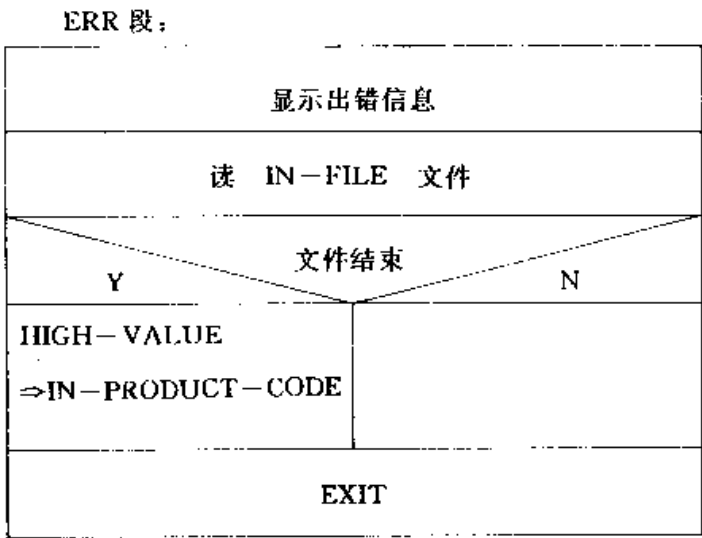 ERR 段:
显示出错信息
读 IN-FILE 文件
文件结束
Y N
HIGH-VALUE
⇒IN-PRODUCT-CODE
EXIT